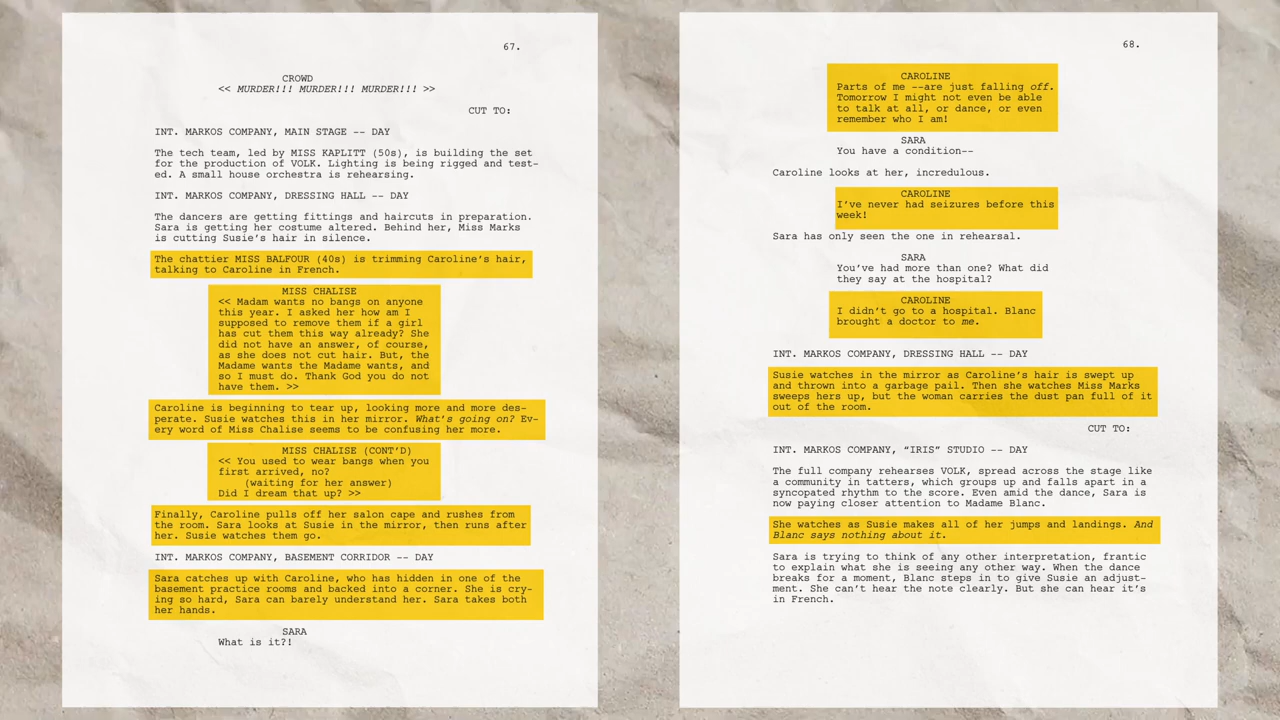 67.
CROWD
<< MURDER!!! MURDER!!! MURDER!!! >>
CUT TO:
INT. MARKOS COMPANY, MAIN STAGE -- DAY
The tech team, led by MISS KAPLITT (50s), is building the set
for the production of VOLK. Lighting is being rigged and test-
ed. A small house orchestra is rehearsing.
INT. MARKOS COMPANY, DRESSING HALL -- DAY
The dancers are getting fittings and haircuts in preparation.
Sara is getting her costume altered. Behind her, Miss Marks
is cutting Susie's hair in silence.
The chattier MISS BALFOUR (40s) is trimming Caroline's hair,
talking to Caroline in French.
MISS CHALISE
<< Madam wants no bangs on anyone
this year. I asked her how am I
supposed to remove them if a girl
has cut them this way already? She
did not have an answer, of course,
as she does not cut hair. But, the
Madame wants the Madame wants, and
so I must do. Thank God you do not
have them. >>
Caroline is beginning to tear up, looking more and more des-
perate. Susie watches this in her mirror. What's going on? Ev-
ery word of Miss Chalise seems to be confusing her more.
MISS CHALISE (CONT'D)
<< You used to wear bangs when you
first arrived, no?
(waiting for her answer)
Did I dream that up? >>
Finally, Caroline pulls off her salon cape and rushes from
the room. Sara looks at Susie in the mirror, then runs after
her. Susie watches them go.
INT. MARKOS COMPANY, BASEMENT CORRIDOR -- DAY
Sara catches up with Caroline, who has hidden in one of the
basement practice rooms and backed into a corner. She is cry-
ing so hard, Sara can barely understand her. Sara takes both
her hands.
SARA
What is it?!
68.
CAROLINE
Parts of me --are just falling off.
Tomorrow I might not even be able
to talk at all, or dance, or even
remember who I am!
SARA
You have a condition--
Caroline looks at her, incredulous.
CAROLINE
I've never had seizures before this
week!
Sara has only seen the one in rehearsal.
SARA
You've had more than one? What did
they say at the hospital?
CAROLINE
I didn't go to a hospital. Blanc
brought a doctor to me.
INT. MARKOS COMPANY, DRESSING HALL -- DAY
Susie watches in the mirror as Caroline's hair is swept up
and thrown into a garbage pail. Then she watches Miss Marks
sweeps hers up, but the woman carries the dust pan full of it
out of the room.
CUT TO:
INT. MARKOS COMPANY, “IRIS” STUDIO -- DAY
The full company rehearses VOLK, spread across the stage like
a community in tatters, which groups up and falls apart in a
syncopated rhythm to the score. Even amid the dance, Sara is
now paying closer attention to Madame Blanc.
She watches as Susie makes all of her jumps and landings. And
Blanc says nothing about it.
Sara is trying to think of any other interpretation, frantic
to explain what she is seeing any other way. When the dance
breaks for a moment, Blanc steps in to give Susie an adjust-
ment. She can't hear the note clearly. But she can hear it's
in French.